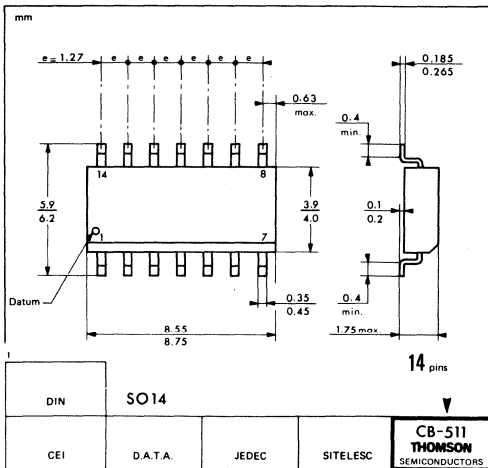 mm
e = 1.27 e e e e e
0.185
0.265
0.63
max.
0.4
min.
14 8
5.9
6.2
3.9
4.0
0.1
0.2
1 7
Datum
0.35
0.45
0.4
min.
8.55
8.75
1.75 max.
1
14 pins
DIN SO14
CEI D.A.T.A. JEDEC SITELESC
CB-511
THOMSON
SEMICONDUCTORS